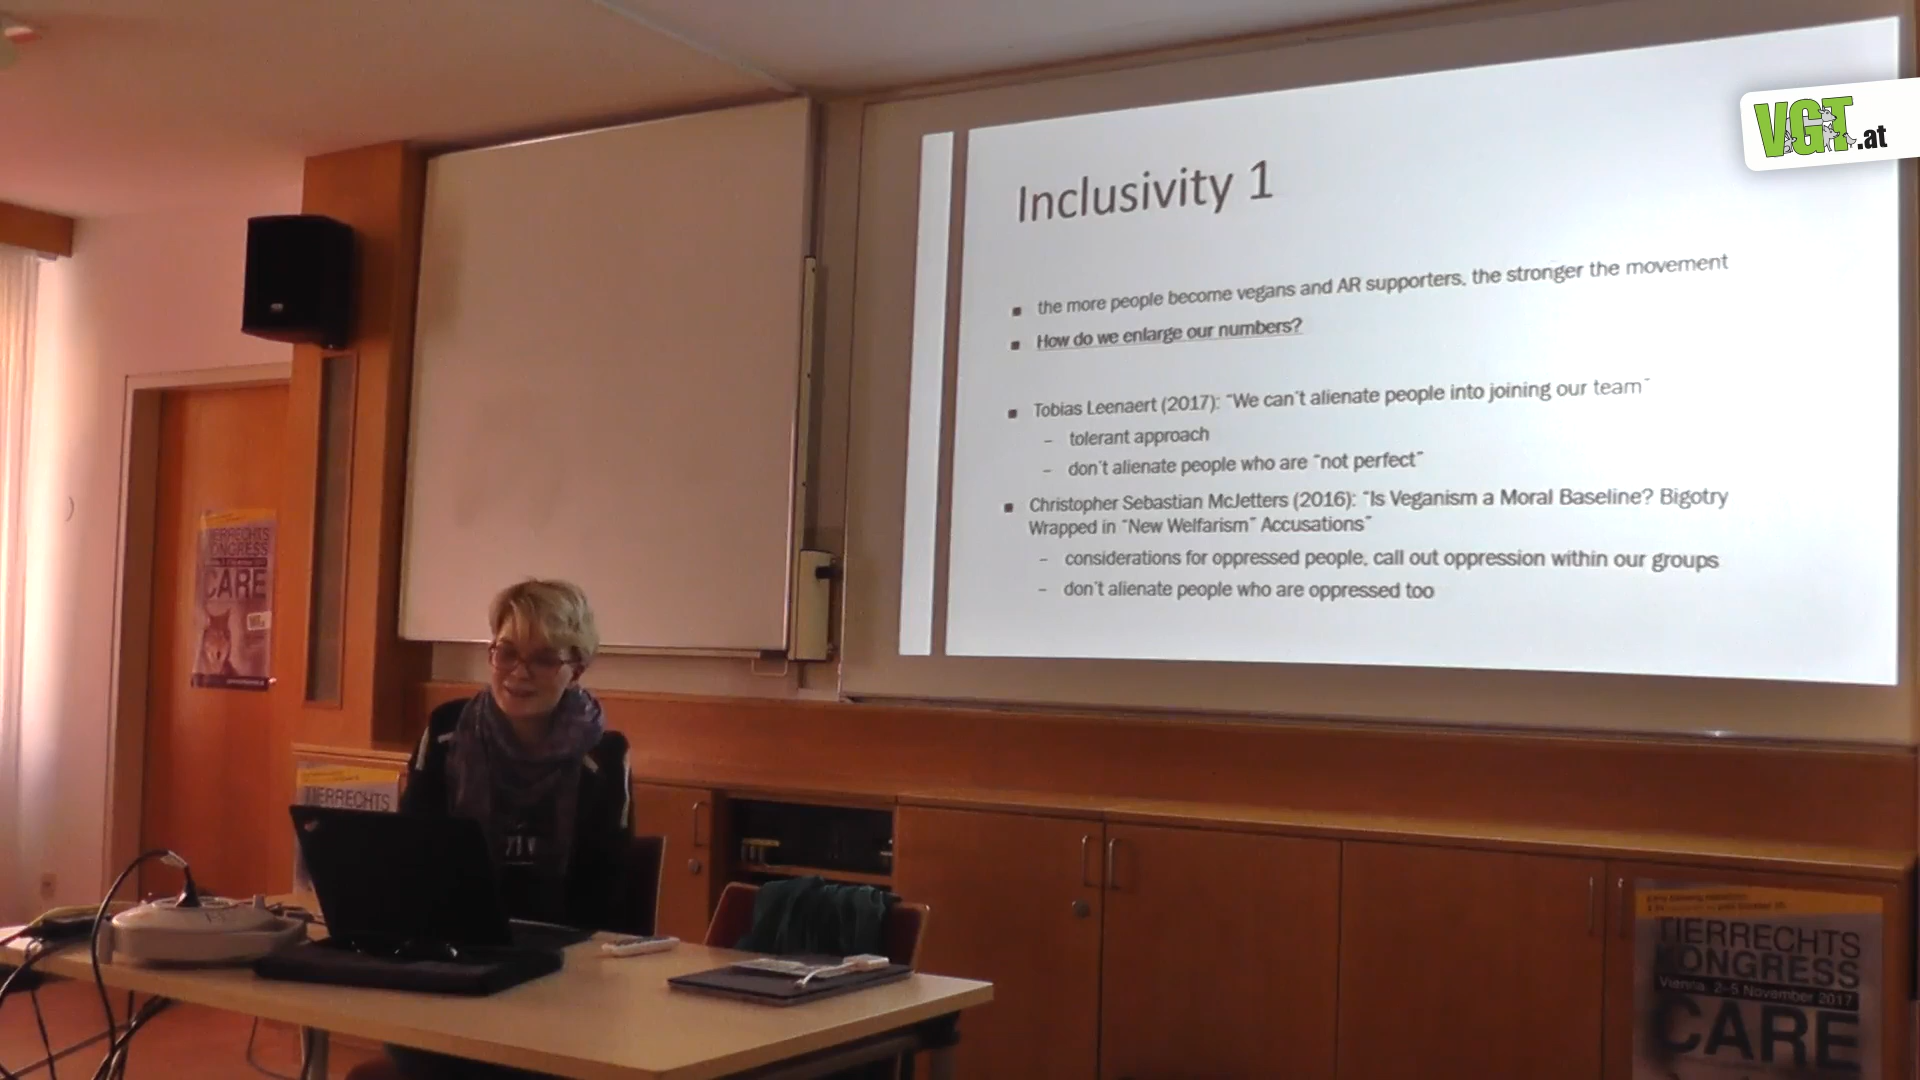 VGT.at
Inclusivity 1
the more people become vegans and AR supporters, the stronger the movement
How do we enlarge our numbers?
Tobias Leenaert (2017): "We can't alienate people into joining our team"
– tolerant approach
– don't alienate people who are "not perfect"
Christopher Sebastian McJetters (2016): "Is Veganism a Moral Baseline? Bigotry
Wrapped in "New Welfarism" Accusations"
– considerations for oppressed people, call out oppression within our groups
– don't alienate people who are oppressed too
TIERRECHTS
KONGRESS
CARE
TIERRECHTS
TIERRECHTS
KONGRESS
Vienna 2-5 November 2017
CARE